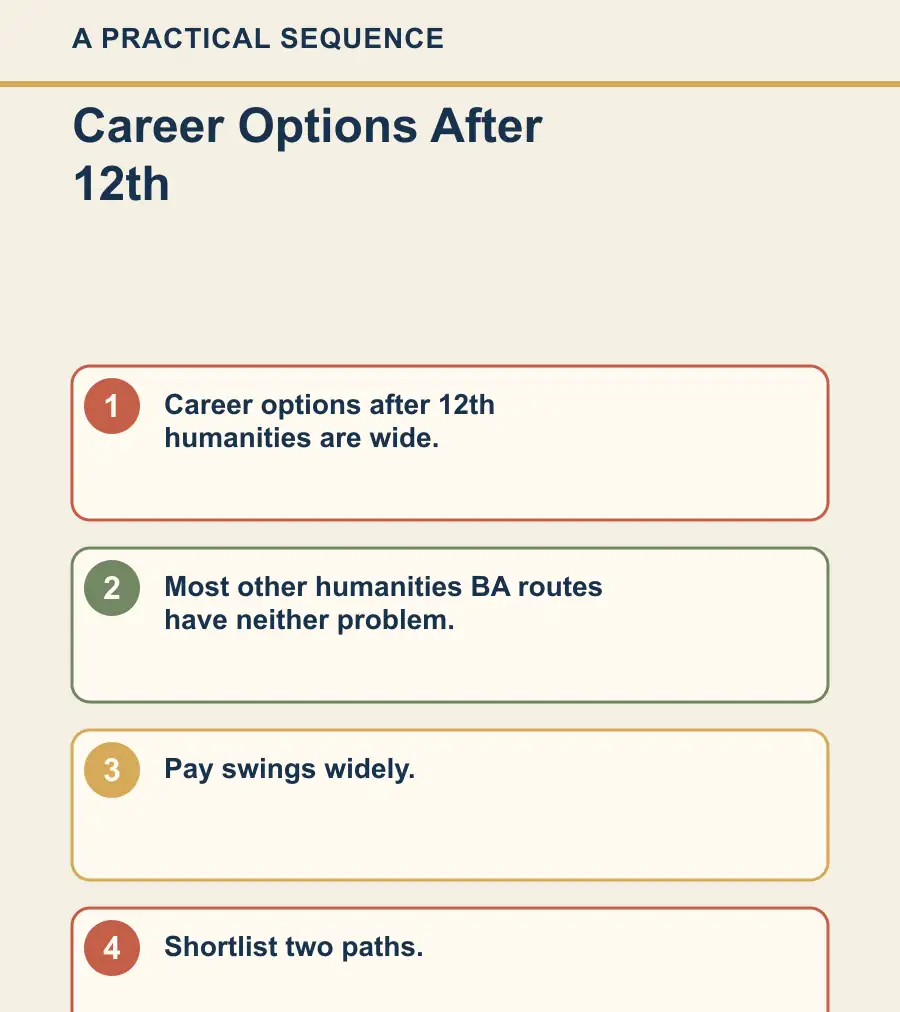 A PRACTICAL SEQUENCE
Career Options After
12th
1
Career options after 12th
humanities are wide.
2
Most other humanities BA routes
have neither problem.
3
Pay swings widely.
4
Shortlist two paths.